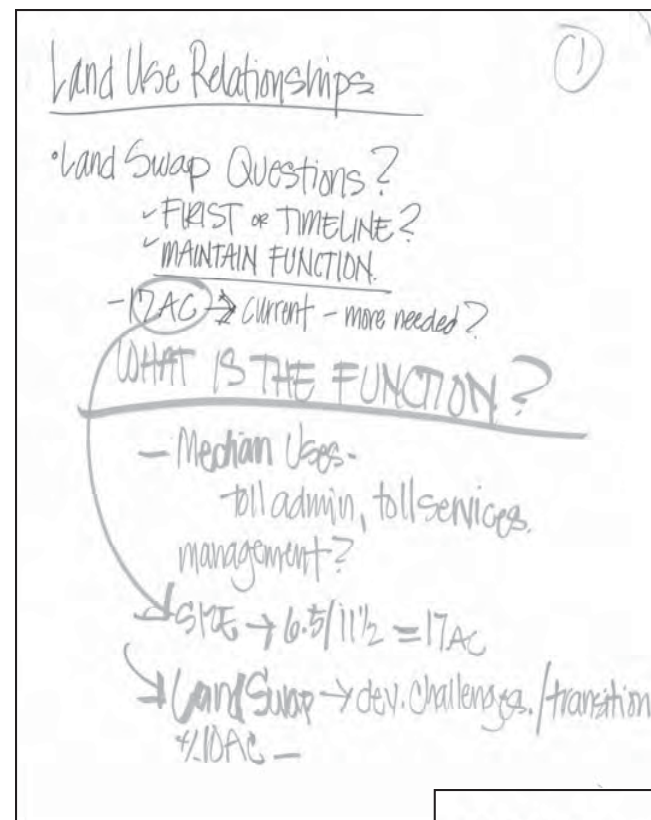 Land Use Relationships
1
•Land Swap Questions?
✓FIRST OR TIMELINE?
✓MAINTAIN FUNCTION.
-17AC → current - more needed?
WHAT IS THE FUNCTION?
- Median Uses-
toll admin, toll services.
management?
SIZE → 6.5/11½ = 17AC
Land Swap → dev. challenges./transition
+/-10AC -